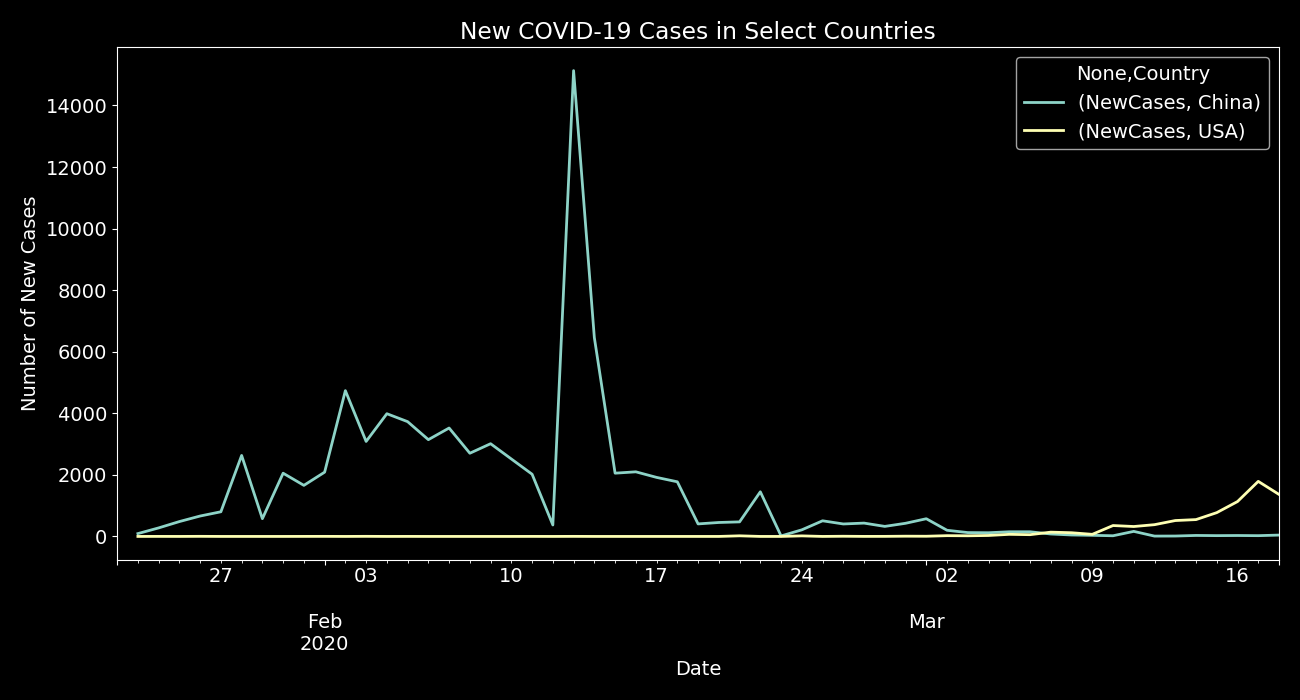 New COVID-19 Cases in Select Countries
None,Country
(NewCases, China)
(NewCases, USA)
Number of New Cases
14000
12000
10000
8000
6000
4000
2000
0
27 03 10 17 24 02 09 16
Feb Mar
2020
Date